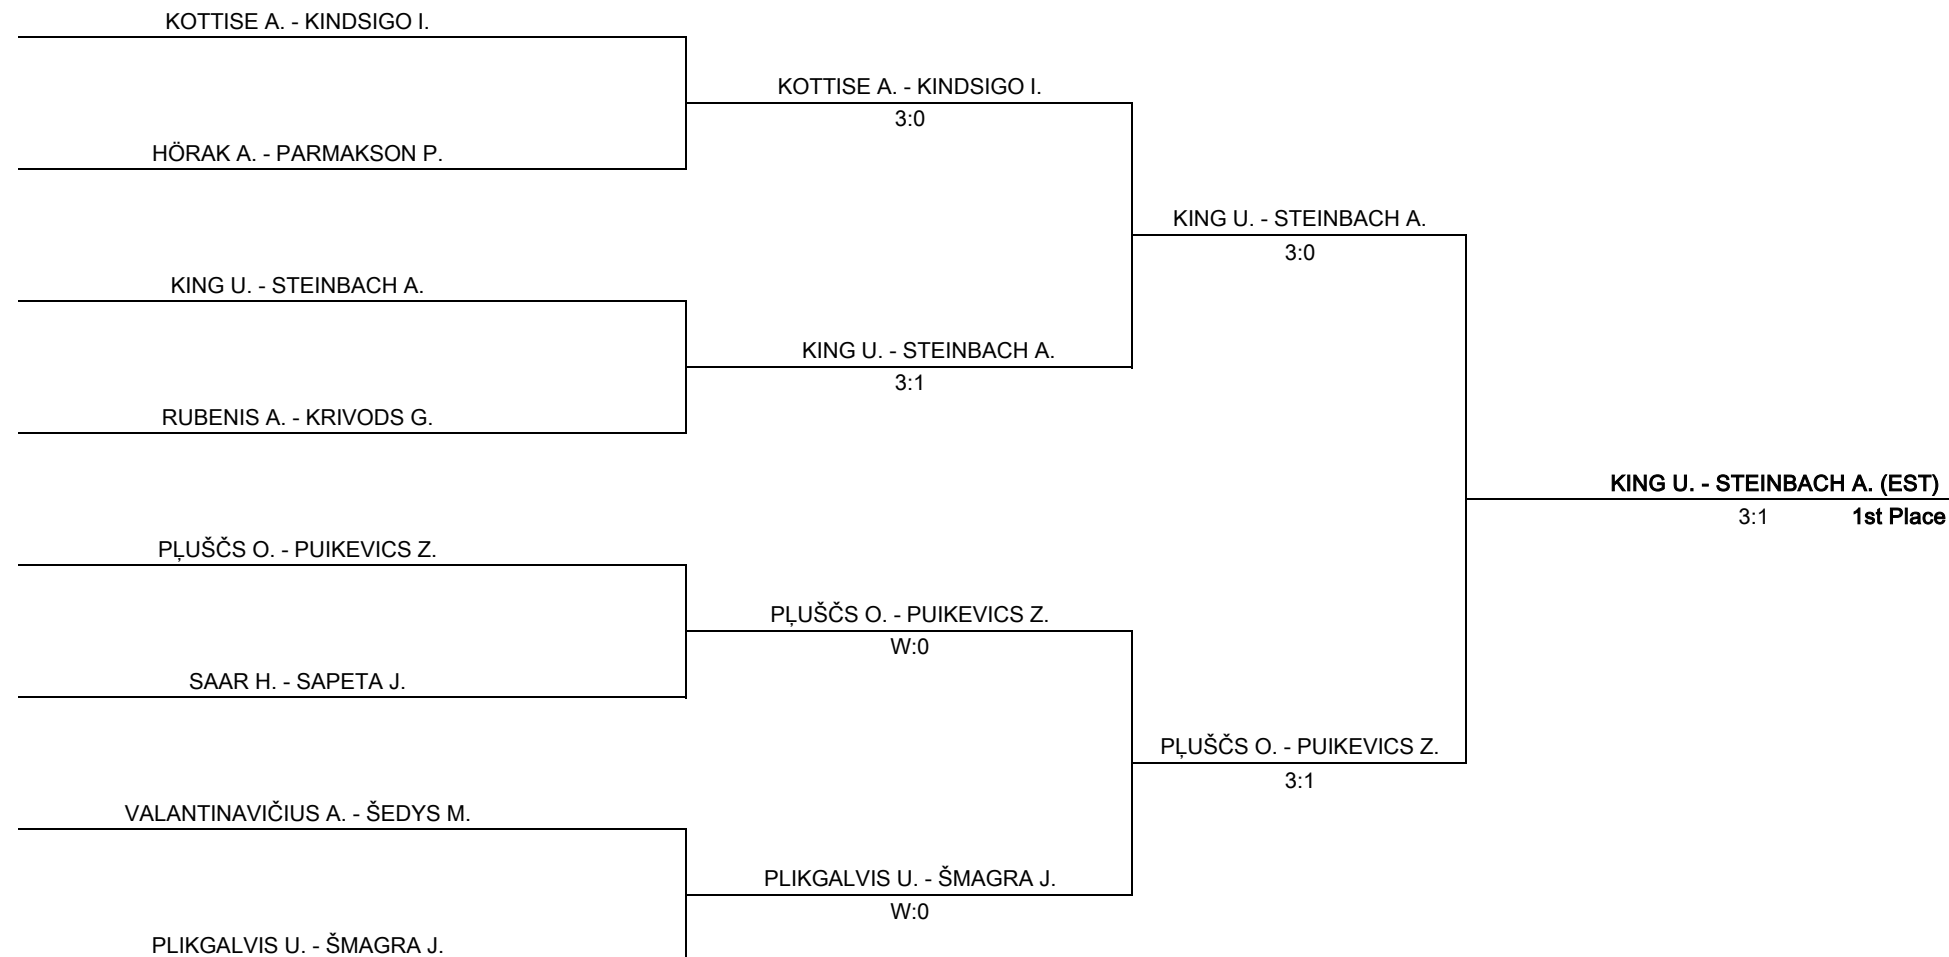 KOTTISE A. - KINDSIGO I.
KOTTISE A. - KINDSIGO I.
3:0
HÖRAK A. - PARMAKSON P.
KING U. - STEINBACH A.
3:0
KING U. - STEINBACH A.
KING U. - STEINBACH A.
3:1
RUBENIS A. - KRIVODS G.
KING U. - STEINBACH A. (EST)
3:1 1st Place
PĻUŠČS O. - PUIKEVICS Z.
PĻUŠČS O. - PUIKEVICS Z.
W:0
SAAR H. - SAPETA J.
PĻUŠČS O. - PUIKEVICS Z.
3:1
VALANTINAVIČIUS A. - ŠEDYS M.
PLIKGALVIS U. - ŠMAGRA J.
W:0
PLIKGALVIS U. - ŠMAGRA J.